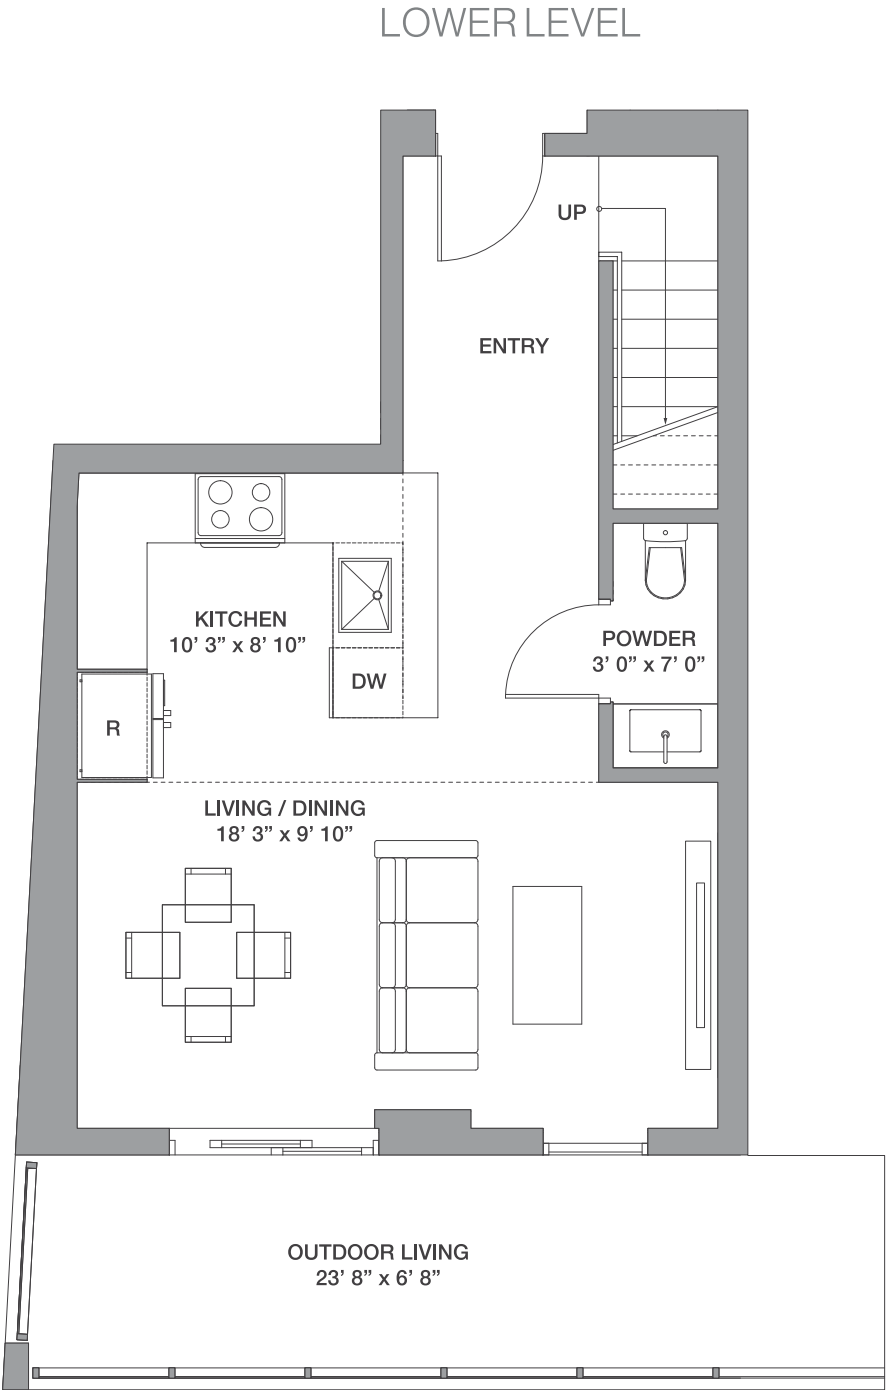 LOWER LEVEL
UP
ENTRY
KITCHEN
10’ 3” x 8’ 10”
POWDER
3’ 0” x 7’ 0”
DW
R
LIVING / DINING
18’ 3” x 9’ 10”
OUTDOOR LIVING
23’ 8” x 6’ 8”